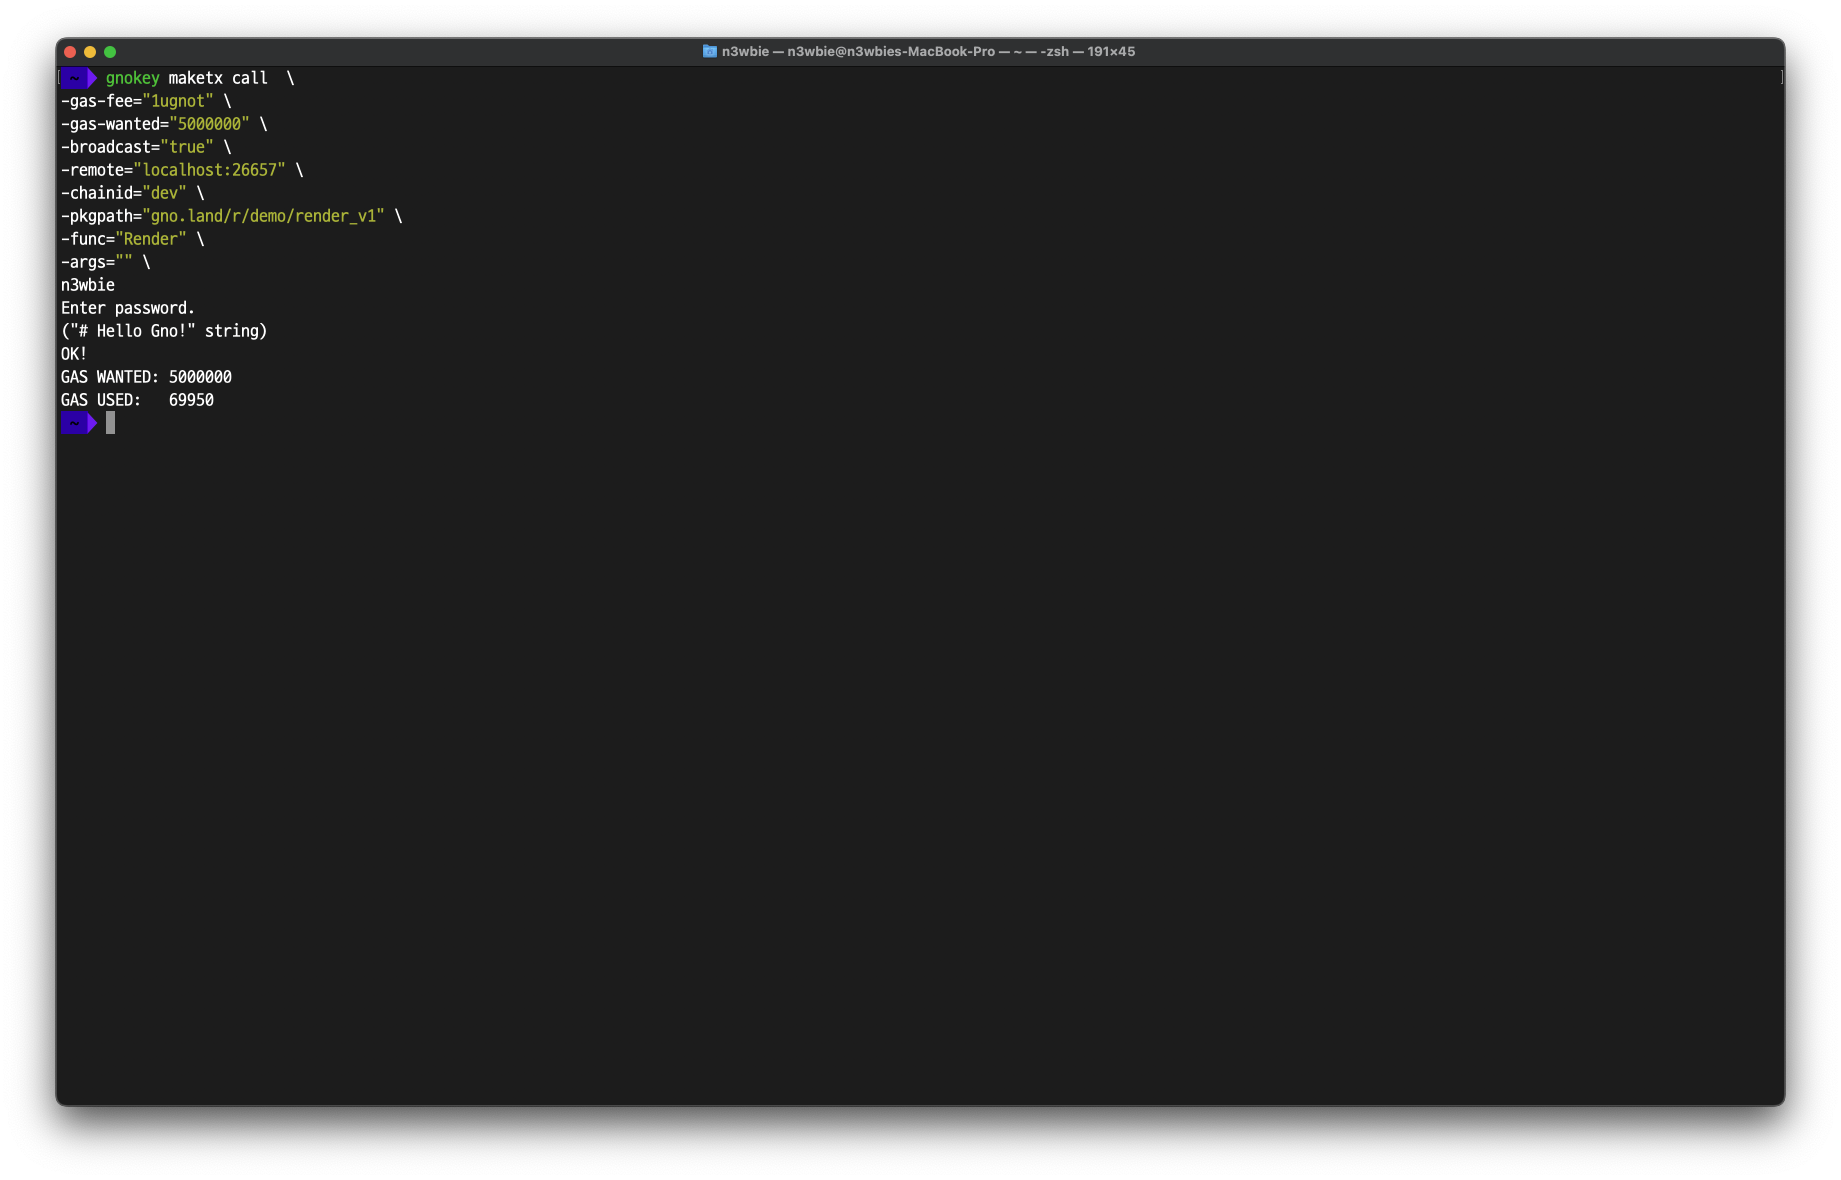 n3wbie — n3wbie@n3wbies-MacBook-Pro — ~ — -zsh — 191×45
~ gnokey maketx call  \
-gas-fee="1ugnot" \
-gas-wanted="5000000" \
-broadcast="true" \
-remote="localhost:26657" \
-chainid="dev" \
-pkgpath="gno.land/r/demo/render_v1" \
-func="Render" \
-args="" \
n3wbie
Enter password.
("# Hello Gno!" string)
OK!
GAS WANTED: 5000000
GAS USED:   69950
~